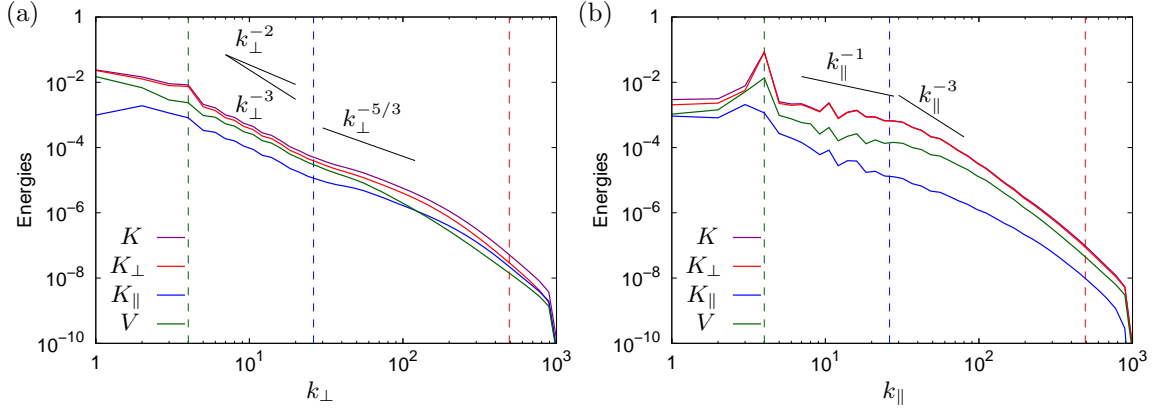 (a)
Energies
1
10^{-2}
10^{-4}
10^{-6}
10^{-8}
10^{-10}
k_⊥^{-2}
k_⊥^{-3}
k_⊥^{-5/3}
K
K_⊥
K_∥
V
1
10^1
10^2
10^3
k_⊥
(b)
Energies
1
10^{-2}
10^{-4}
10^{-6}
10^{-8}
10^{-10}
k_∥^{-1}
k_∥^{-3}
K
K_⊥
K_∥
V
1
10^1
10^2
10^3
k_∥